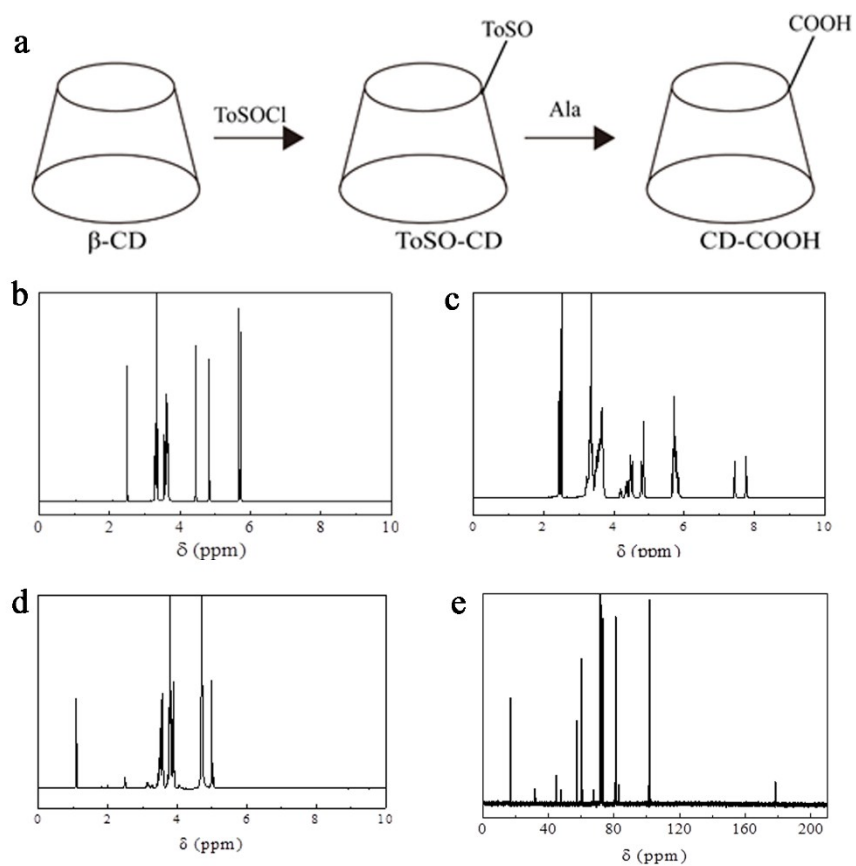 a
ToSO
COOH
ToSOCl
Ala
β-CD
ToSO-CD
CD-COOH
b
c
0 2 4 6 8 10
0 2 4 6 8 10
δ (ppm)
δ (ppm)
d
e
0 2 4 6 8 10
0 40 80 120 160 200
δ (ppm)
δ (ppm)